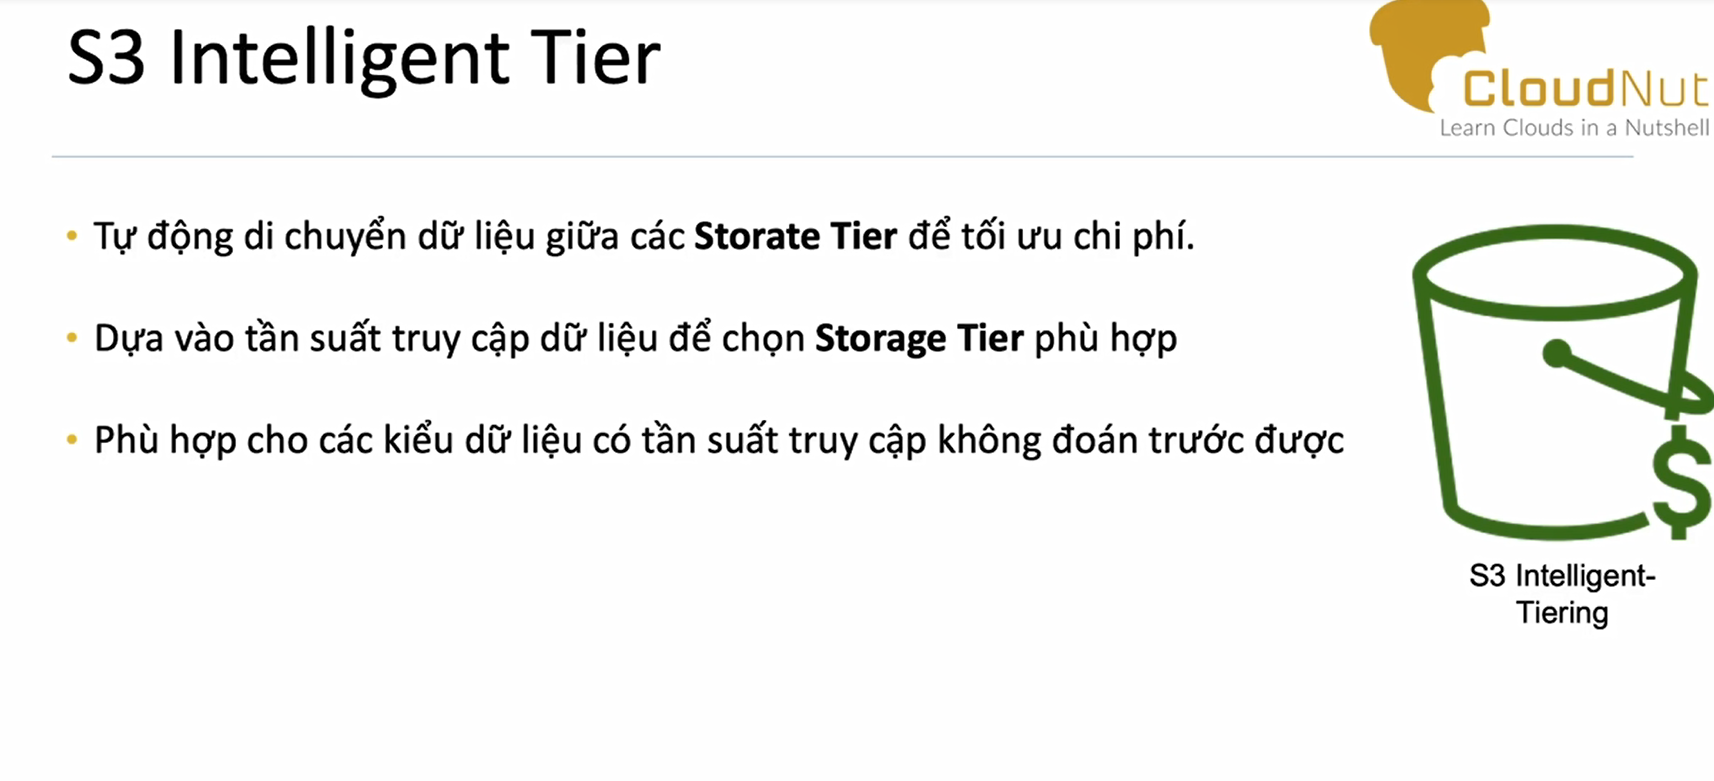 S3 Intelligent Tier
CloudNut
Learn Clouds in a Nutshell
• Tự động di chuyển dữ liệu giữa các Storate Tier để tối ưu chi phí.
• Dựa vào tần suất truy cập dữ liệu để chọn Storage Tier phù hợp
• Phù hợp cho các kiểu dữ liệu có tần suất truy cập không đoán trước được
$
S3 Intelligent-
Tiering